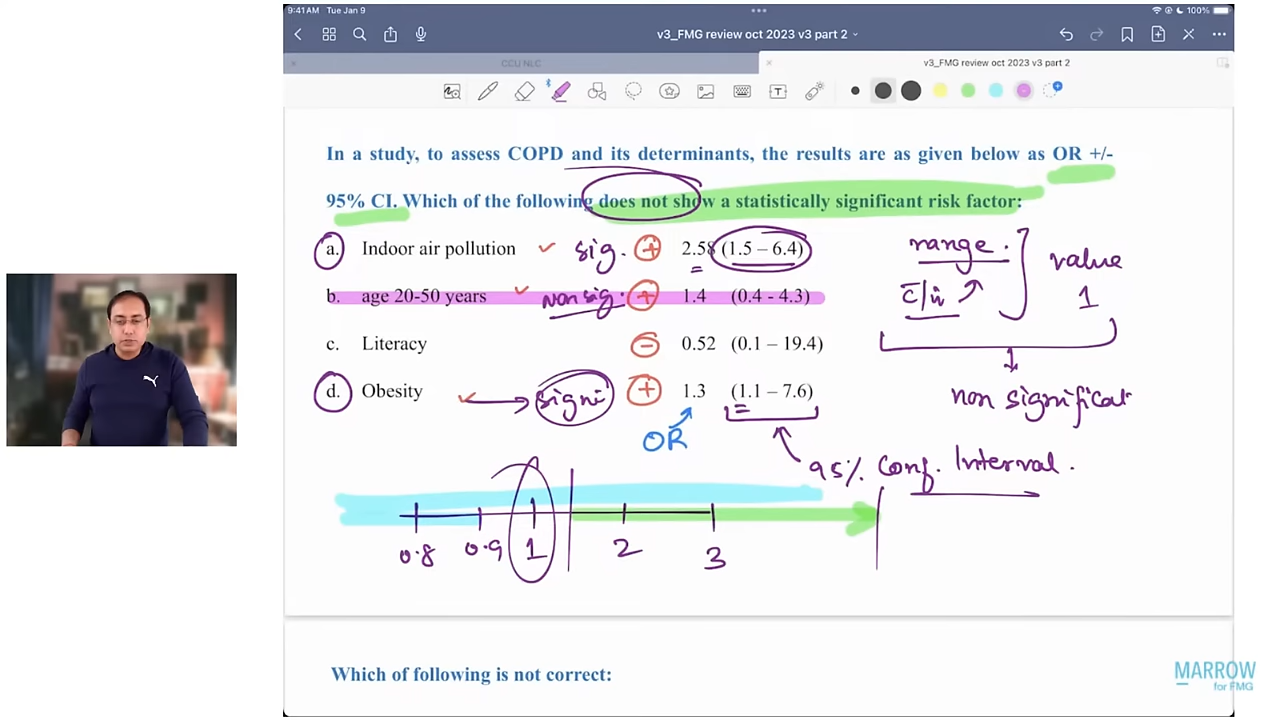 9:41 AM Tue Jan 9
100%
v3_FMG review oct 2023 v3 part 2
CCU NLC
v3_FMG review oct 2023 v3 part 2
In a study, to assess COPD and its determinants, the results are as given below as OR +/-
95% CI. Which of the following does not show a statistically significant risk factor:
a. Indoor air pollution sig. + 2.58 (1.5 – 6.4)
b. age 20-50 years non sig. + 1.4 (0.4 - 4.3)
c. Literacy − 0.52 (0.1 – 19.4)
d. Obesity signi + 1.3 (1.1 – 7.6)
range.
value
1
non significat
OR
95% Conf. Interval.
0.8 0.9 1 2 3
Which of following is not correct:
MARROW
for FMG